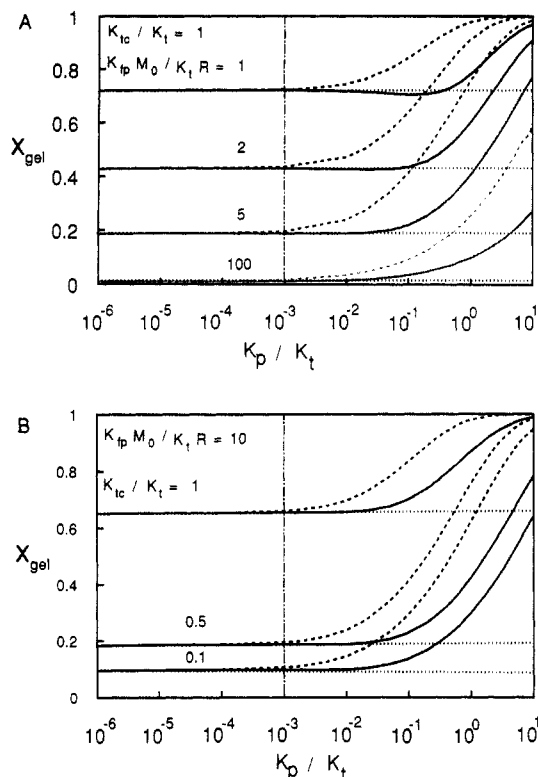 A
K_tc / K_t = 1
K_fp M_0 / K_t R = 1
1
0.8
0.6
0.4
0.2
0
X_gel
2
5
100
10^-6 10^-5 10^-4 10^-3 10^-2 10^-1 10^0 10^1
K_p / K_t
B
K_fp M_0 / K_t R = 10
K_tc / K_t = 1
1
0.8
0.6
0.4
0.2
0
X_gel
0.5
0.1
10^-6 10^-5 10^-4 10^-3 10^-2 10^-1 10^0 10^1
K_p / K_t